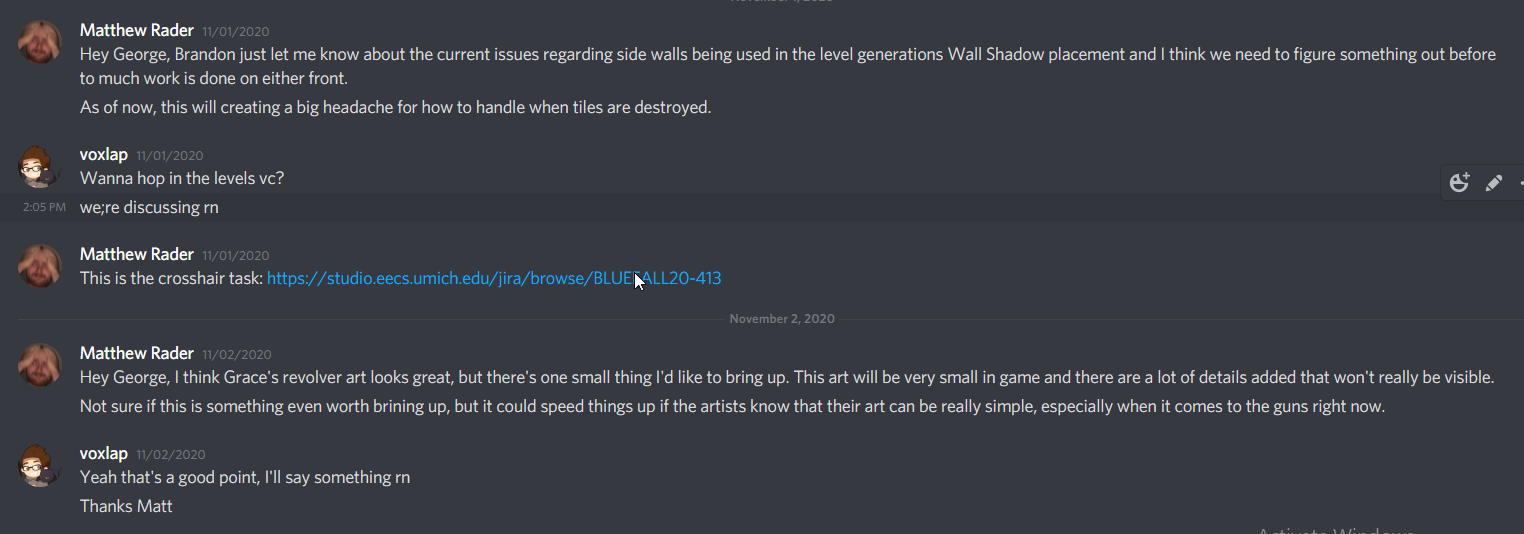 Matthew Rader 11/01/2020
Hey George, Brandon just let me know about the current issues regarding side walls being used in the level generations Wall Shadow placement and I think we need to figure something out before
to much work is done on either front.
As of now, this will creating a big headache for how to handle when tiles are destroyed.
voxlap 11/01/2020
Wanna hop in the levels vc?
2:05 PM we;re discussing rn
Matthew Rader 11/01/2020
This is the crosshair task: https://studio.eecs.umich.edu/jira/browse/BLUEFALL20-413
November 2, 2020
Matthew Rader 11/02/2020
Hey George, I think Grace's revolver art looks great, but there's one small thing I'd like to bring up. This art will be very small in game and there are a lot of details added that won't really be visible.
Not sure if this is something even worth brining up, but it could speed things up if the artists know that their art can be really simple, especially when it comes to the guns right now.
voxlap 11/02/2020
Yeah that's a good point, I'll say something rn
Thanks Matt
Activate Windows